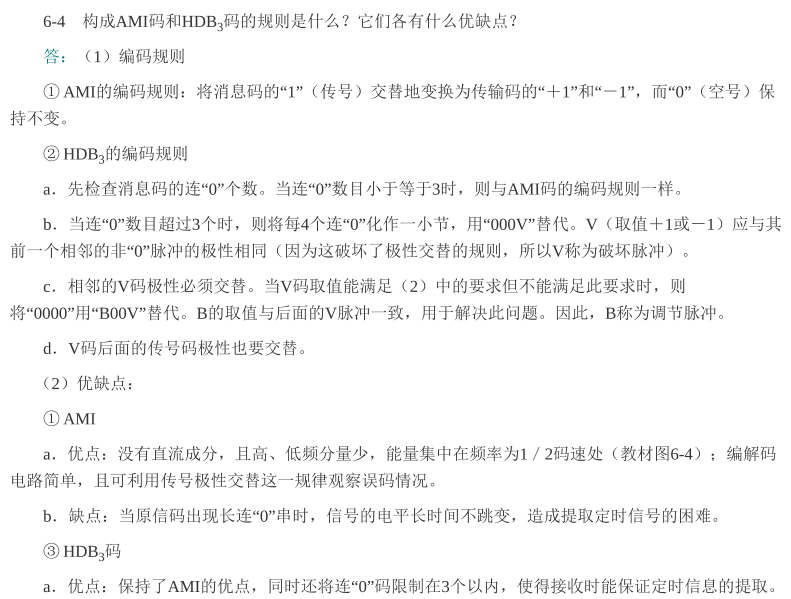 6-4 构成AMI码和HDB3码的规则是什么？它们各有什么优缺点？
答：（1）编码规则
① AMI的编码规则：将消息码的“1”（传号）交替地变换为传输码的“＋1”和“－1”，而“0”（空号）保
持不变。
② HDB3的编码规则
a．先检查消息码的连“0”个数。当连“0”数目小于等于3时，则与AMI码的编码规则一样。
b．当连“0”数目超过3个时，则将每4个连“0”化作一小节，用“000V”替代。V（取值＋1或－1）应与其
前一个相邻的非“0”脉冲的极性相同（因为这破坏了极性交替的规则，所以V称为破坏脉冲）。
c．相邻的V码极性必须交替。当V码取值能满足（2）中的要求但不能满足此要求时，则
将“0000”用“B00V”替代。B的取值与后面的V脉冲一致，用于解决此问题。因此，B称为调节脉冲。
d．V码后面的传号码极性也要交替。
（2）优缺点：
① AMI
a．优点：没有直流成分，且高、低频分量少，能量集中在频率为1／2码速处（教材图6-4）；编解码
电路简单，且可利用传号极性交替这一规律观察误码情况。
b．缺点：当原信码出现长连“0”串时，信号的电平长时间不跳变，造成提取定时信号的困难。
③ HDB3码
a．优点：保持了AMI的优点，同时还将连“0”码限制在3个以内，使得接收时能保证定时信息的提取。